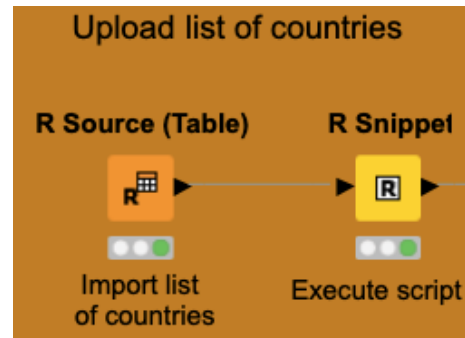 Upload list of countries
R Source (Table)
R Snippet
R
R
Import list
of countries
Execute script